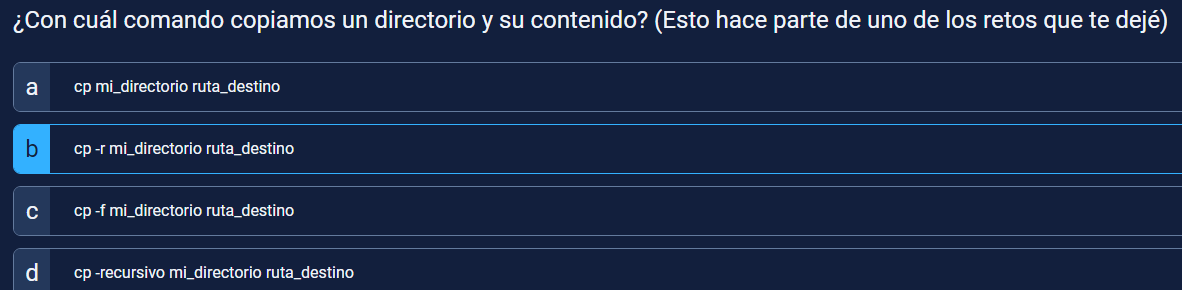 ¿Con cuál comando copiamos un directorio y su contenido? (Esto hace parte de uno de los retos que te dejé)
a cp mi_directorio ruta_destino
b cp -r mi_directorio ruta_destino
c cp -f mi_directorio ruta_destino
d cp -recursivo mi_directorio ruta_destino